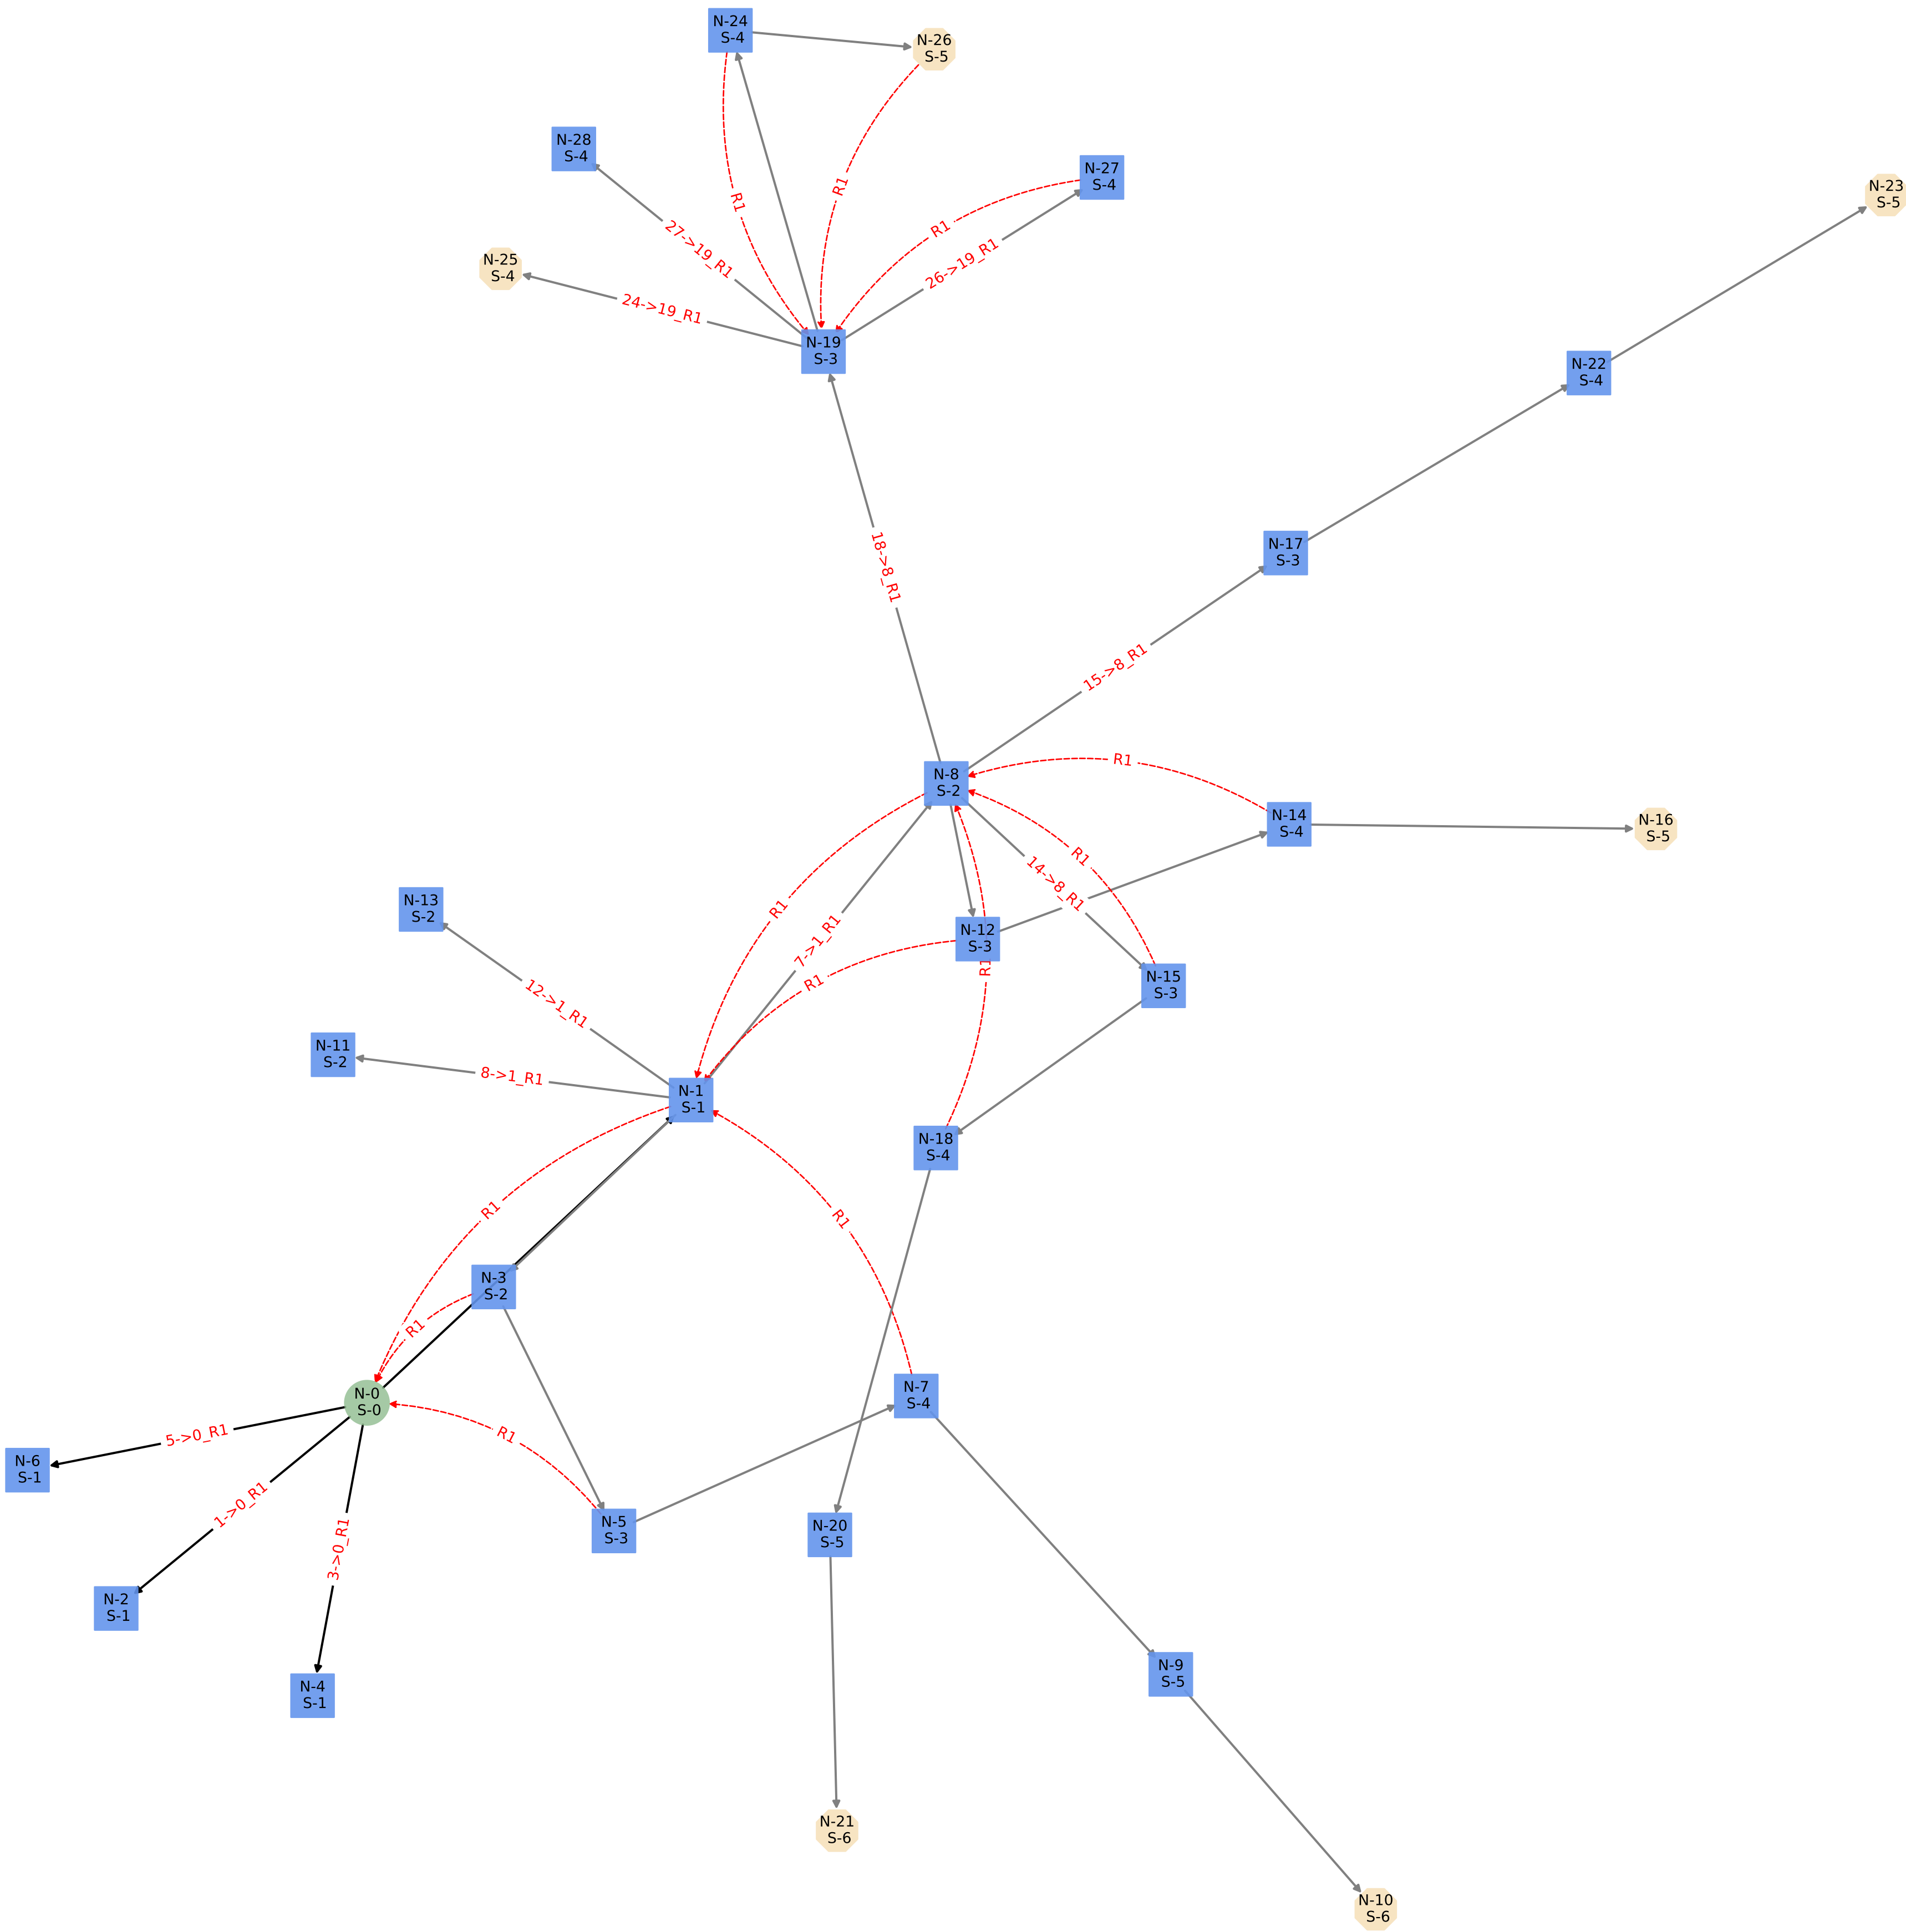 N-24
S-4
N-26
S-5
N-28
S-4
N-27
S-4
N-23
S-5
R1
R1
R1
27->19_R1
26->19_R1
N-25
S-4
24->19_R1
N-19
S-3
N-22
S-4
18->8_R1
N-17
S-3
15->8_R1
N-8
S-2
R1
N-14
S-4
N-16
S-5
R1
14->8_R1
N-13
S-2
R1
7->1_R1
N-12
S-3
R1
R1
N-15
S-3
12->1_R1
N-11
S-2
8->1_R1
N-1
S-1
N-18
S-4
R1
R1
N-3
S-2
R1
N-0
S-0
N-7
S-4
5->0_R1
R1
N-6
S-1
1->0_R1
3->0_R1
N-5
S-3
N-20
S-5
N-2
S-1
N-4
S-1
N-9
S-5
N-21
S-6
N-10
S-6